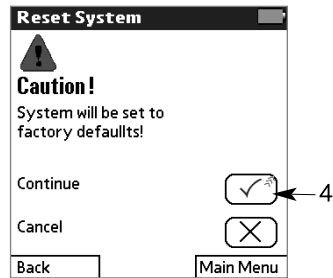 Reset System
Caution!
System will be set to
factory defaullts!
Continue
4
Cancel
Back
Main Menu